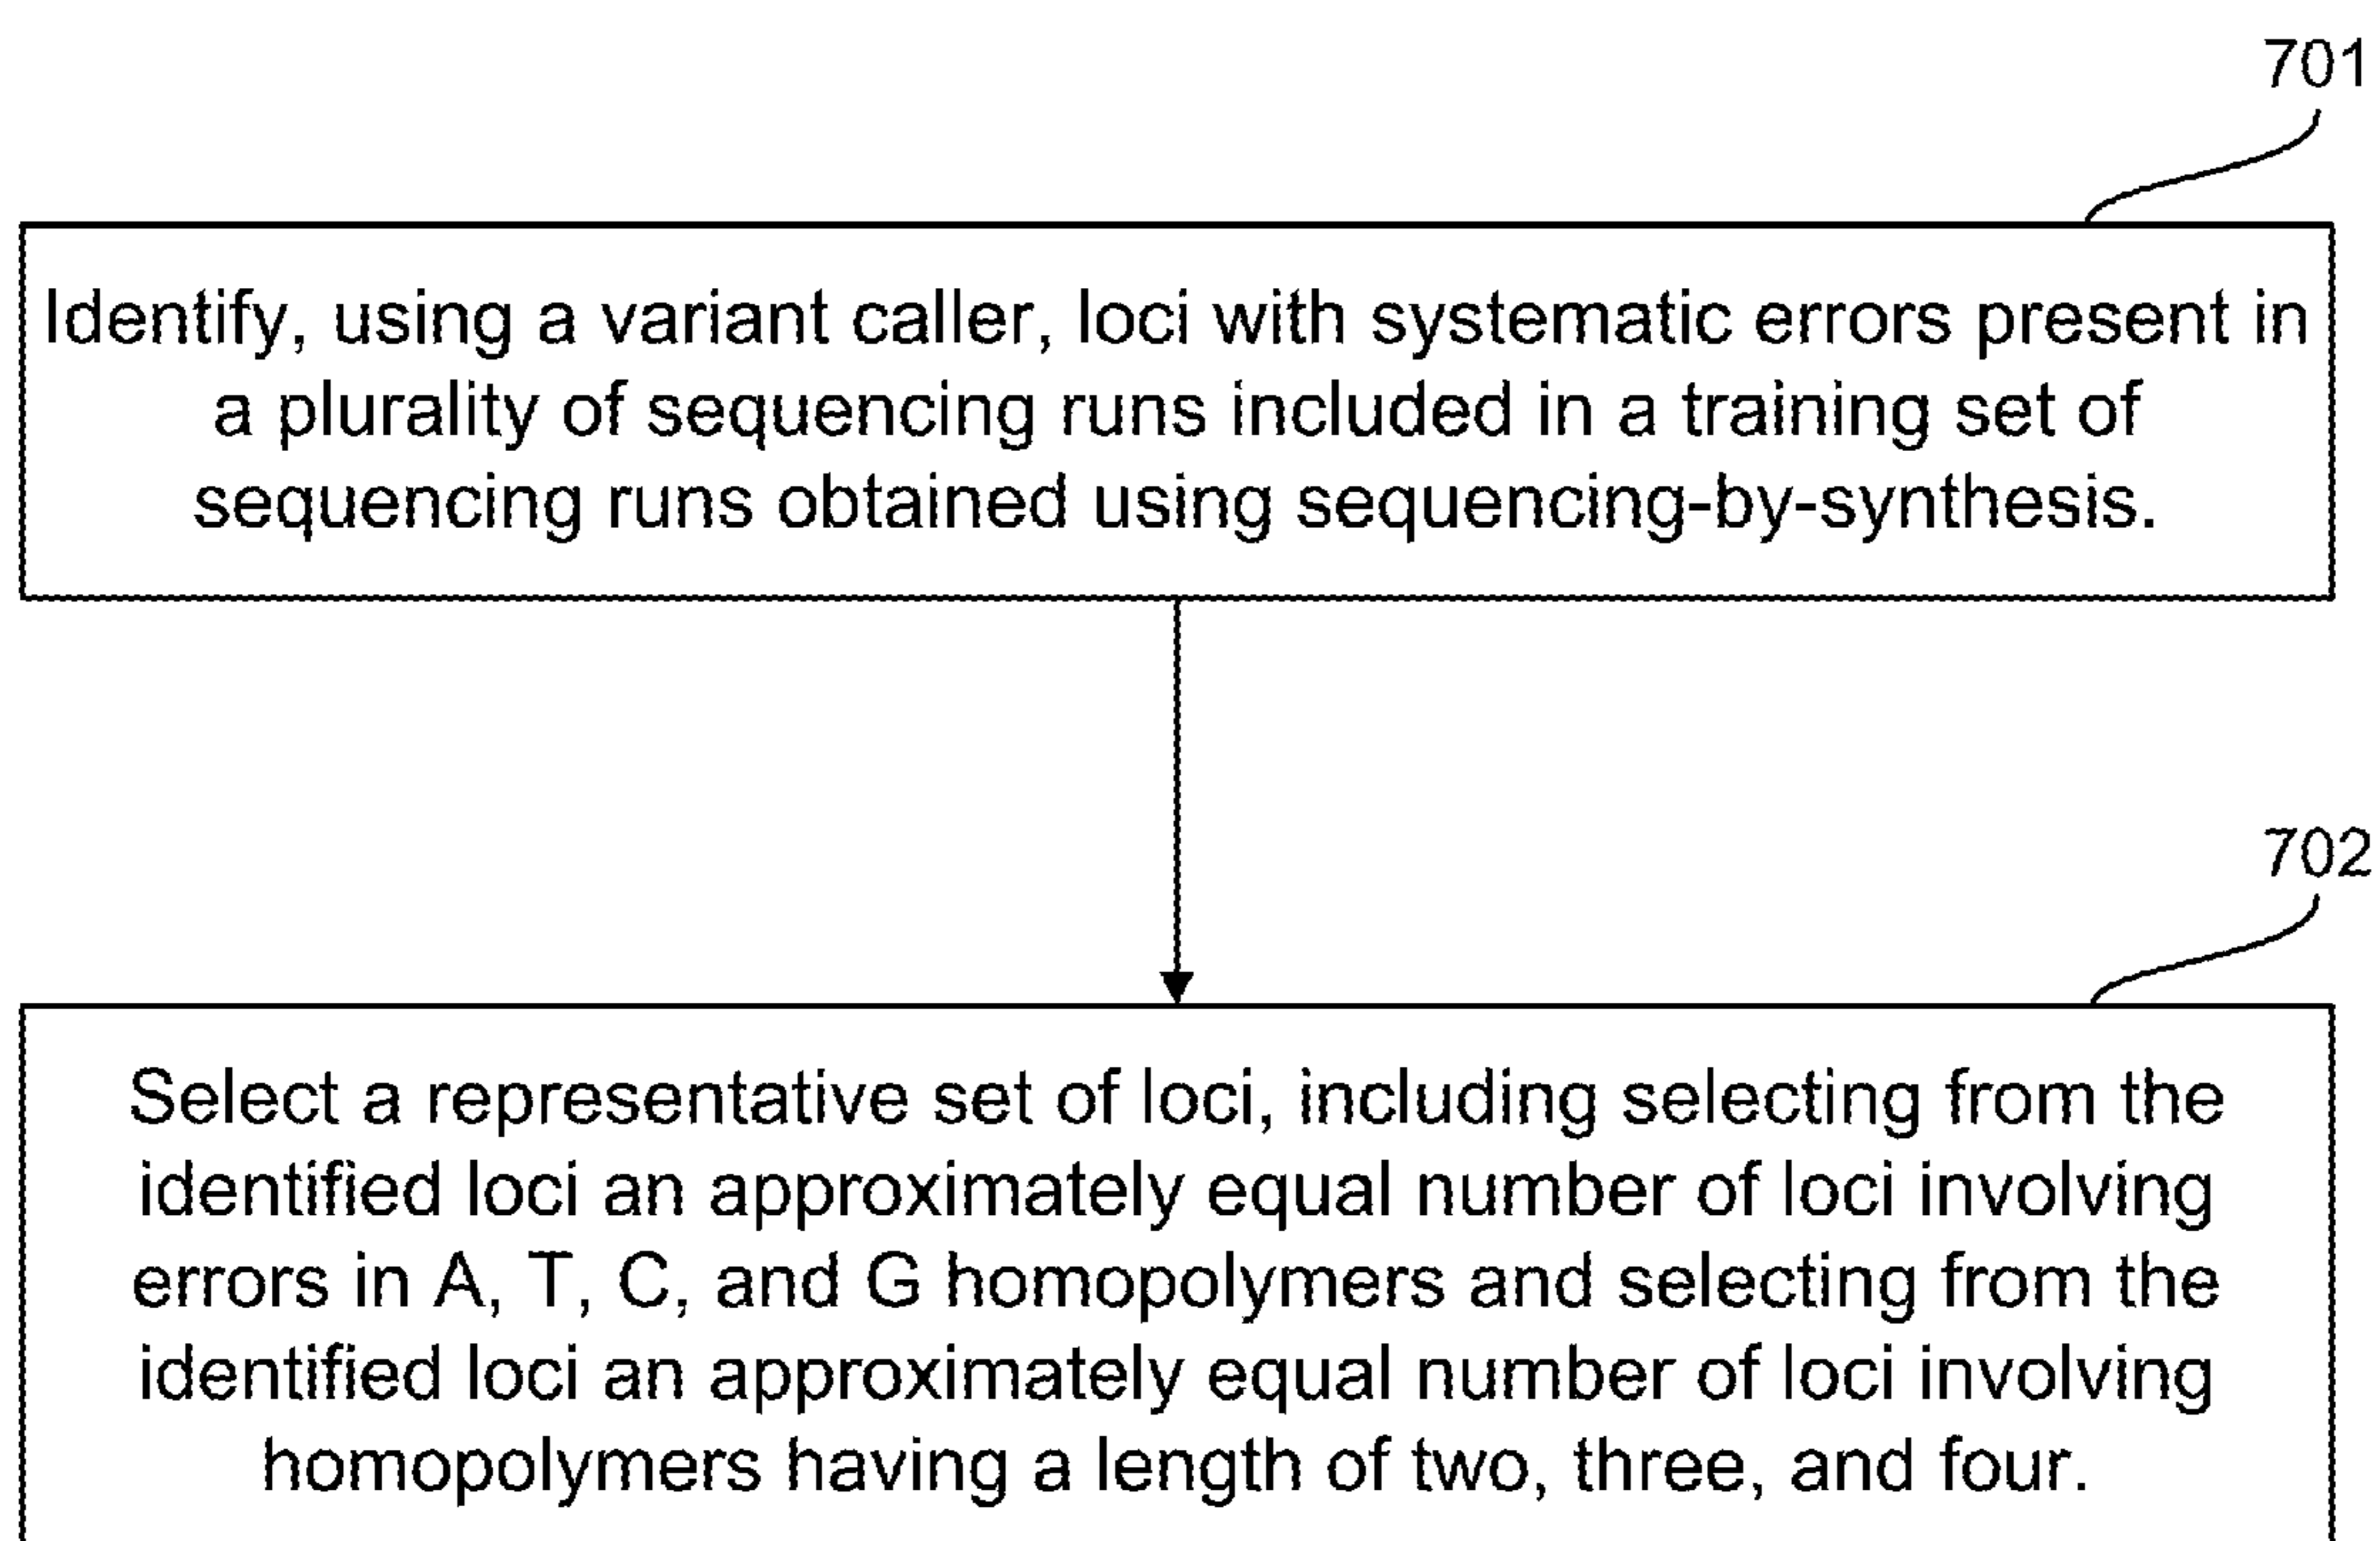 701
Identify, using a variant caller, loci with systematic errors present in
a plurality of sequencing runs included in a training set of
sequencing runs obtained using sequencing-by-synthesis.
702
Select a representative set of loci, including selecting from the
identified loci an approximately equal number of loci involving
errors in A, T, C, and G homopolymers and selecting from the
identified loci an approximately equal number of loci involving
homopolymers having a length of two, three, and four.